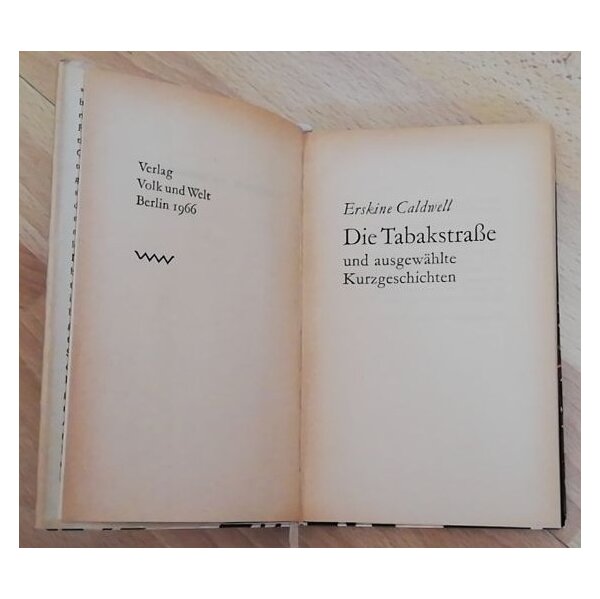 Verlag
Volk und Welt
Berlin 1966
Erskine Caldwell
Die Tabakstraße
und ausgewählte
Kurzgeschichten